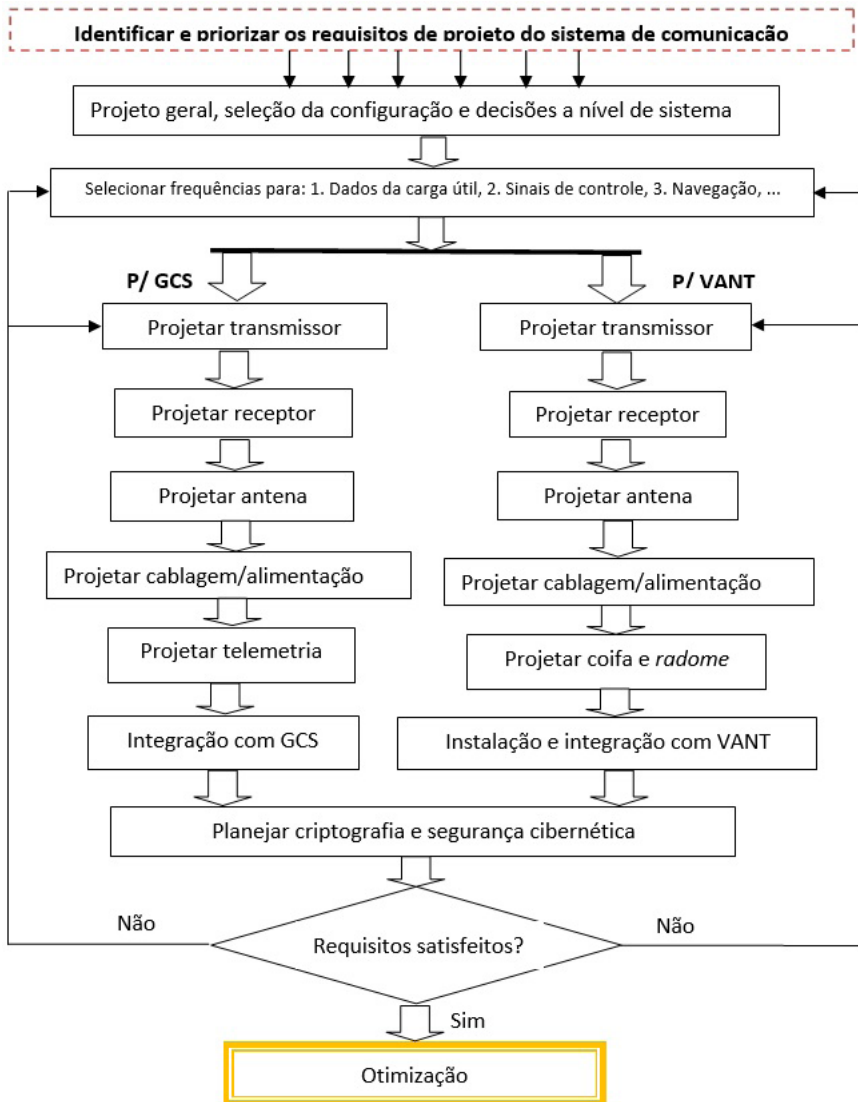 Identificar e priorizar os requisitos de projeto do sistema de comunicação
Projeto geral, seleção da configuração e decisões a nível de sistema
Selecionar frequências para: 1. Dados da carga útil, 2. Sinais de controle, 3. Navegação, ...
P/ GCS
P/ VANT
Projetar transmissor
Projetar transmissor
Projetar receptor
Projetar receptor
Projetar antena
Projetar antena
Projetar cablagem/alimentação
Projetar cablagem/alimentação
Projetar telemetria
Projetar coifa e radome
Integração com GCS
Instalação e integração com VANT
Planejar criptografia e segurança cibernética
Não
Requisitos satisfeitos?
Não
Sim
Otimização